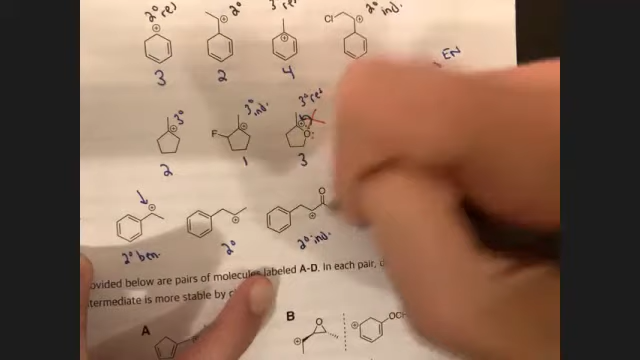 2° res 2° 3° res Cl 2° ind.
3 2 4
EN
3° F 3° ind. 3° res O:
2 1 3
O
2° ben. 2° 2° ind.
ovided below are pairs of molecules labeled A-D. In each pair,
termediate is more stable by
A B O OCH